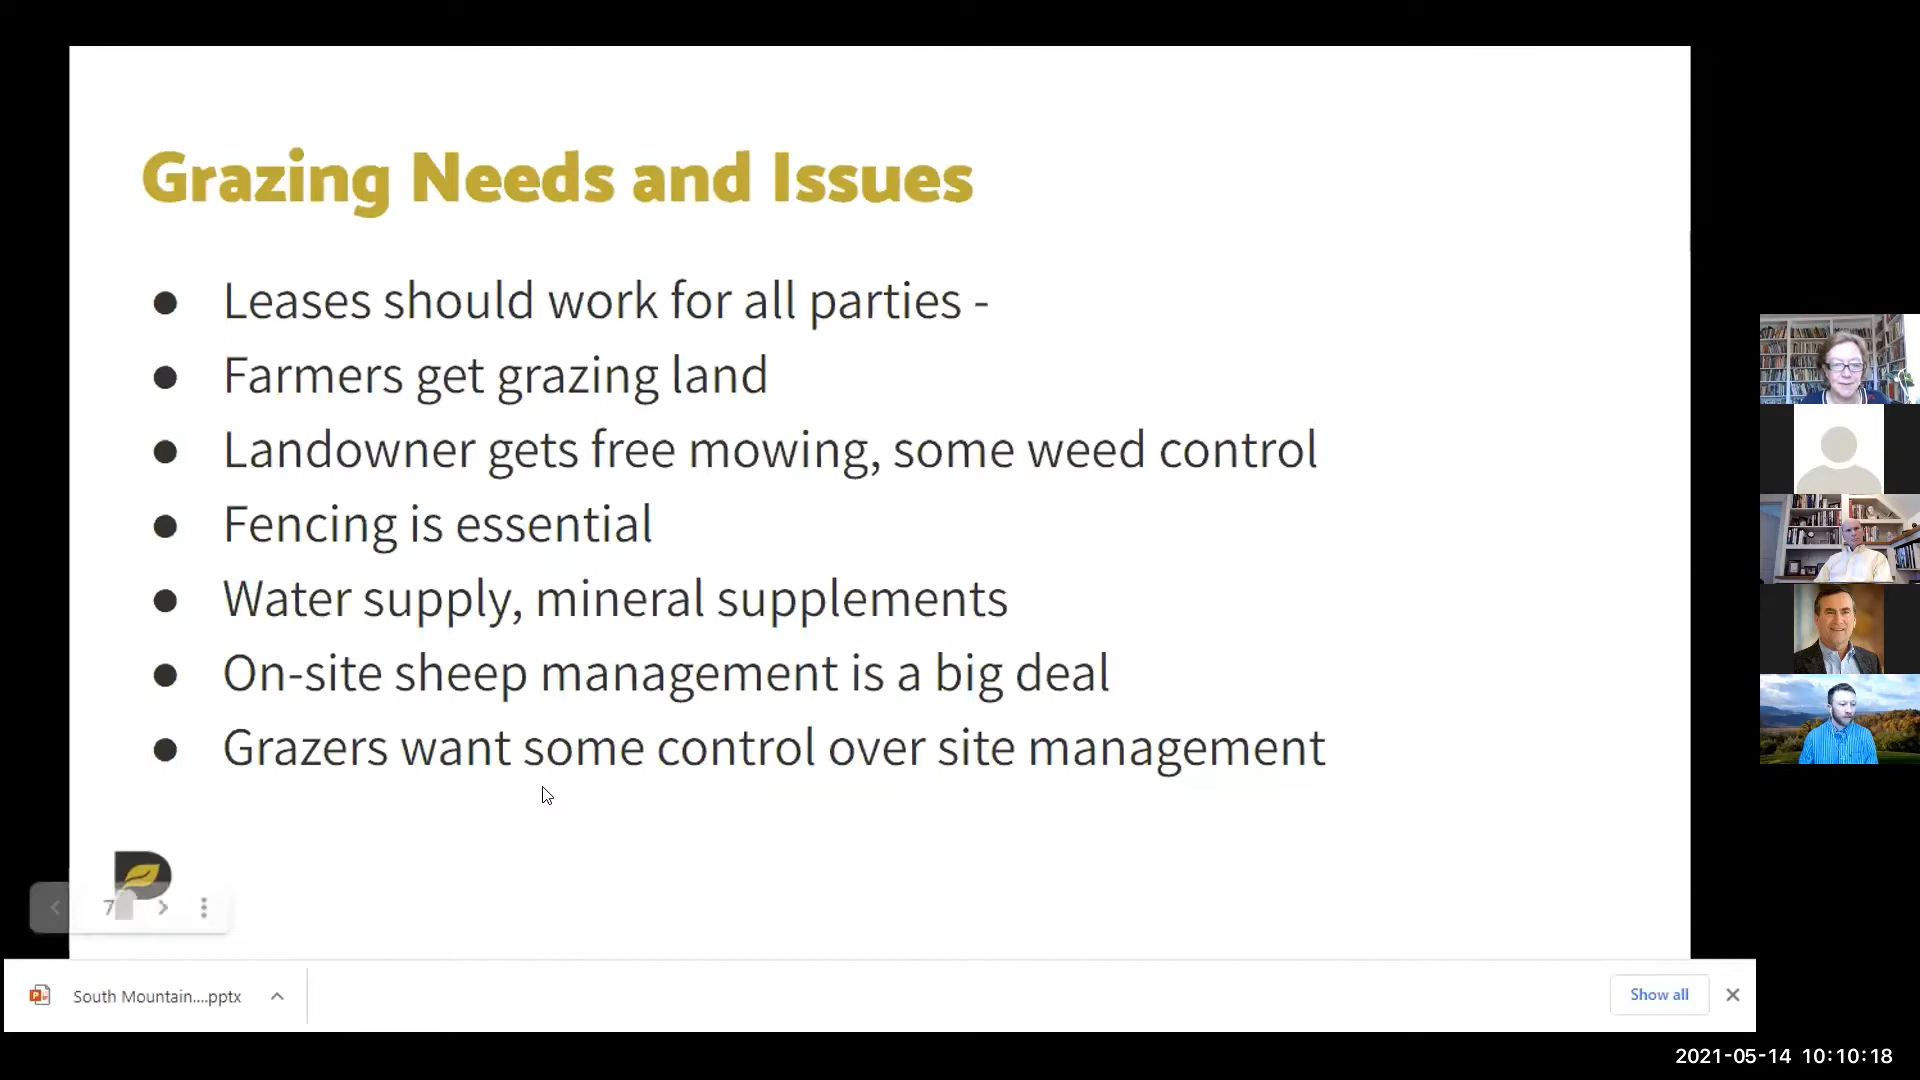 Grazing Needs and Issues
● Leases should work for all parties -
● Farmers get grazing land
● Landowner gets free mowing, some weed control
● Fencing is essential
● Water supply, mineral supplements
● On-site sheep management is a big deal
● Grazers want some control over site management
7
South Mountain....pptx
Show all
2021-05-14 10:10:18